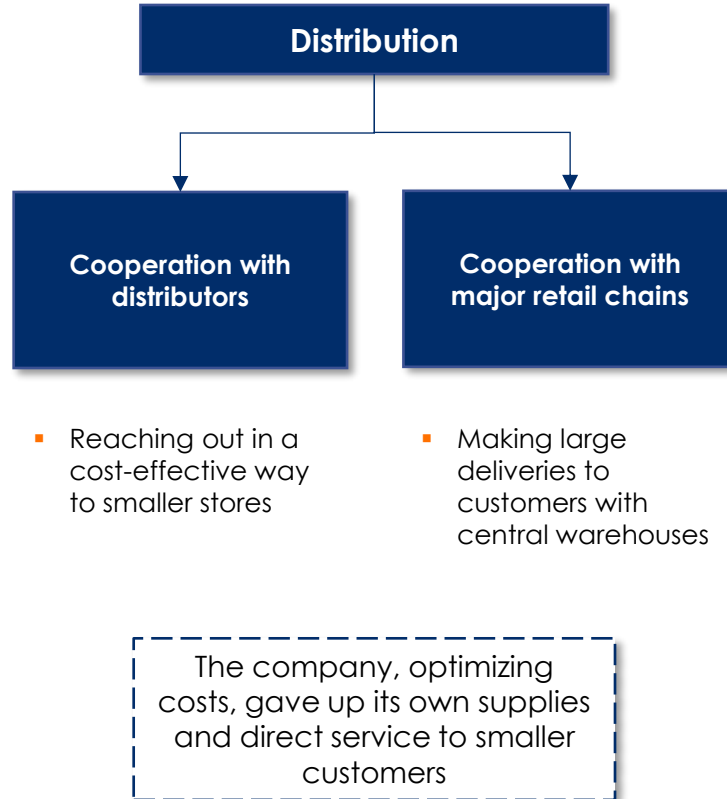 Distribution
Cooperation with
distributors
Cooperation with
major retail chains
▪ Reaching out in a
cost-effective way
to smaller stores
▪ Making large
deliveries to
customers with
central warehouses
The company, optimizing
costs, gave up its own supplies
and direct service to smaller
customers